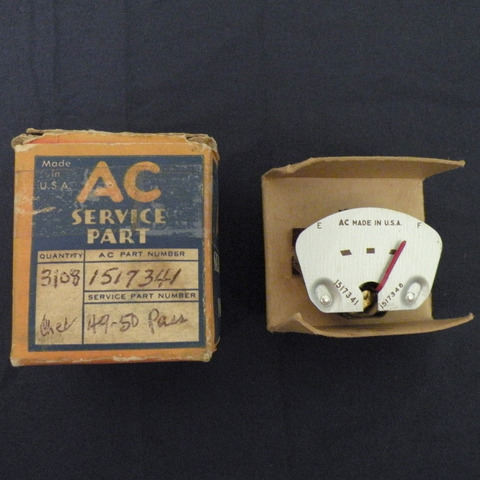 Made
in
U.S.A.
AC
SERVICE
PART
QUANTITY AC PART NUMBER
3108 1517341
SERVICE PART NUMBER
Chev 49-50 Pass
E AC MADE IN U.S.A. F
1517341 1517340